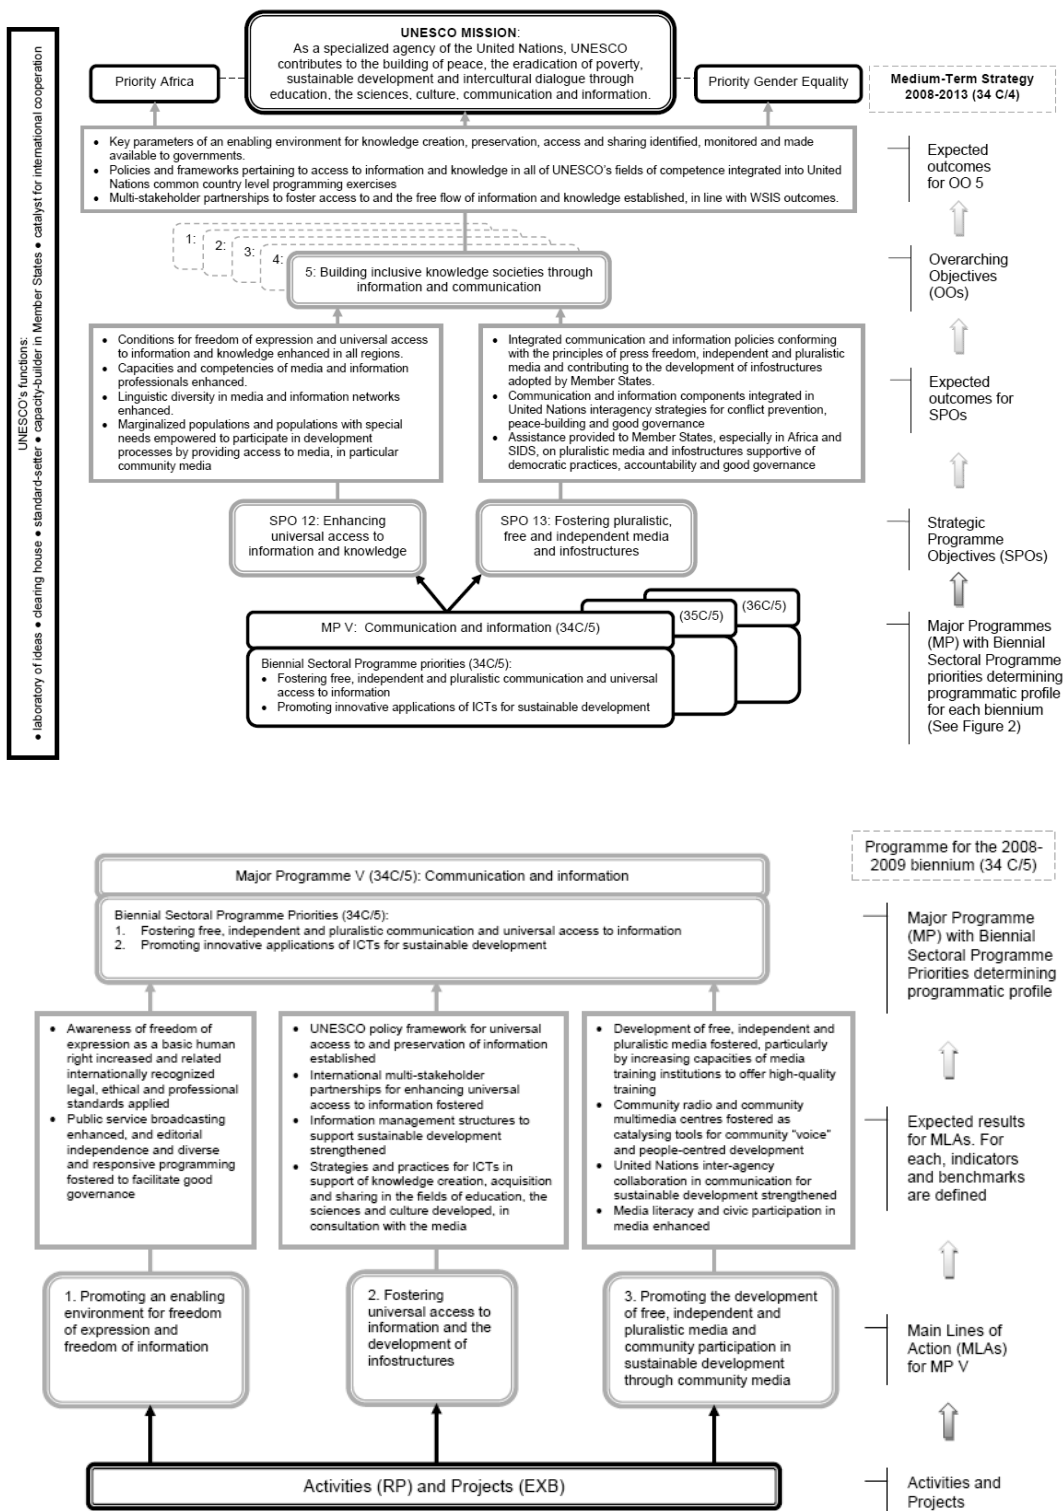 UNESCO's functions:
● laboratory of ideas ● clearing house ● standard-setter ● capacity-builder in Member States ● catalyst for international cooperation
UNESCO MISSION:
As a specialized agency of the United Nations, UNESCO
contributes to the building of peace, the eradication of poverty,
sustainable development and intercultural dialogue through
education, the sciences, culture, communication and information.
Priority Africa
Priority Gender Equality
Medium-Term Strategy
2008-2013 (34 C/4)
• Key parameters of an enabling environment for knowledge creation, preservation, access and sharing identified, monitored and made
available to governments.
• Policies and frameworks pertaining to access to information and knowledge in all of UNESCO's fields of competence integrated into United
Nations common country level programming exercises
• Multi-stakeholder partnerships to foster access to and the free flow of information and knowledge established, in line with WSIS outcomes.
Expected
outcomes
for OO 5
1:
2:
3:
4:
5: Building inclusive knowledge societies through
information and communication
Overarching
Objectives
(OOs)
• Conditions for freedom of expression and universal access
to information and knowledge enhanced in all regions.
• Capacities and competencies of media and information
professionals enhanced.
• Linguistic diversity in media and information networks
enhanced.
• Marginalized populations and populations with special
needs empowered to participate in development
processes by providing access to media, in particular
community media
• Integrated communication and information policies conforming
with the principles of press freedom, independent and pluralistic
media and contributing to the development of infostructures
adopted by Member States.
• Communication and information components integrated in
United Nations interagency strategies for conflict prevention,
peace-building and good governance
• Assistance provided to Member States, especially in Africa and
SIDS, on pluralistic media and infostructures supportive of
democratic practices, accountability and good governance
Expected
outcomes for
SPOs
SPO 12: Enhancing
universal access to
information and knowledge
SPO 13: Fostering pluralistic,
free and independent media
and infostructures
Strategic
Programme
Objectives (SPOs)
MP V: Communication and information (34C/5)
(35C/5)
(36C/5)
Biennial Sectoral Programme priorities (34C/5):
• Fostering free, independent and pluralistic communication and universal
access to information
• Promoting innovative applications of ICTs for sustainable development
Major Programmes
(MP) with Biennial
Sectoral Programme
priorities determining
programmatic profile
for each biennium
(See Figure 2)
Programme for the 2008-
2009 biennium (34 C/5)
Major Programme V (34C/5): Communication and information
Biennial Sectoral Programme Priorities (34C/5):
1. Fostering free, independent and pluralistic communication and universal access to information
2. Promoting innovative applications of ICTs for sustainable development
Major Programme
(MP) with Biennial
Sectoral Programme
Priorities determining
programmatic profile
• Awareness of freedom of
expression as a basic human
right increased and related
internationally recognized
legal, ethical and professional
standards applied
• Public service broadcasting
enhanced, and editorial
independence and diverse
and responsive programming
fostered to facilitate good
governance
• UNESCO policy framework for universal
access to and preservation of information
established
• International multi-stakeholder
partnerships for enhancing universal
access to information fostered
• Information management structures to
support sustainable development
strengthened
• Strategies and practices for ICTs in
support of knowledge creation, acquisition
and sharing in the fields of education, the
sciences and culture developed, in
consultation with the media
• Development of free, independent and
pluralistic media fostered, particularly
by increasing capacities of media
training institutions to offer high-quality
training
• Community radio and community
multimedia centres fostered as
catalysing tools for community "voice"
and people-centred development
• United Nations inter-agency
collaboration in communication for
sustainable development strengthened
• Media literacy and civic participation in
media enhanced
Expected results
for MLAs. For
each, indicators
and benchmarks
are defined
1. Promoting an enabling
environment for freedom
of expression and
freedom of information
2. Fostering
universal access to
information and the
development of
infostructures
3. Promoting the development
of free, independent and
pluralistic media and
community participation in
sustainable development
through community media
Main Lines of
Action (MLAs)
for MP V
Activities (RP) and Projects (EXB)
Activities and
Projects